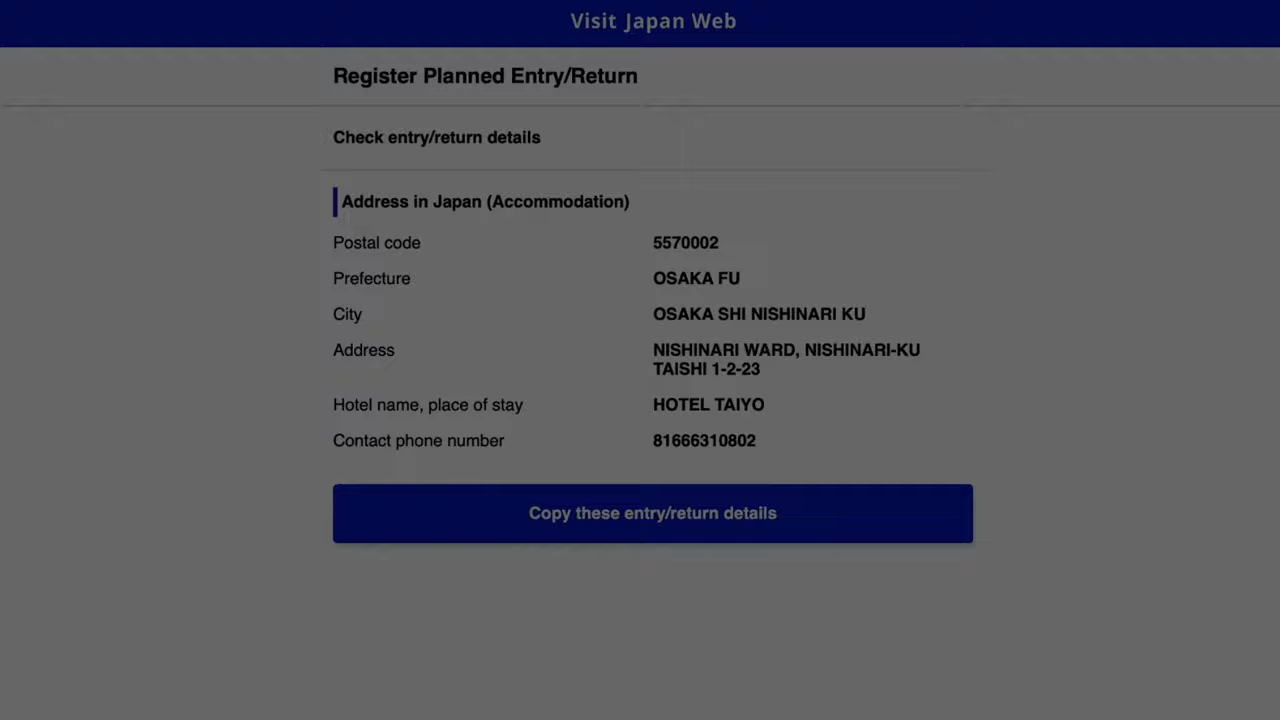 Visit Japan Web
Register Planned Entry/Return
Check entry/return details
Address in Japan (Accommodation)
Postal code 5570002
Prefecture OSAKA FU
City OSAKA SHI NISHINARI KU
Address NISHINARI WARD, NISHINARI-KU
TAISHI 1-2-23
Hotel name, place of stay HOTEL TAIYO
Contact phone number 81666310802
Copy these entry/return details